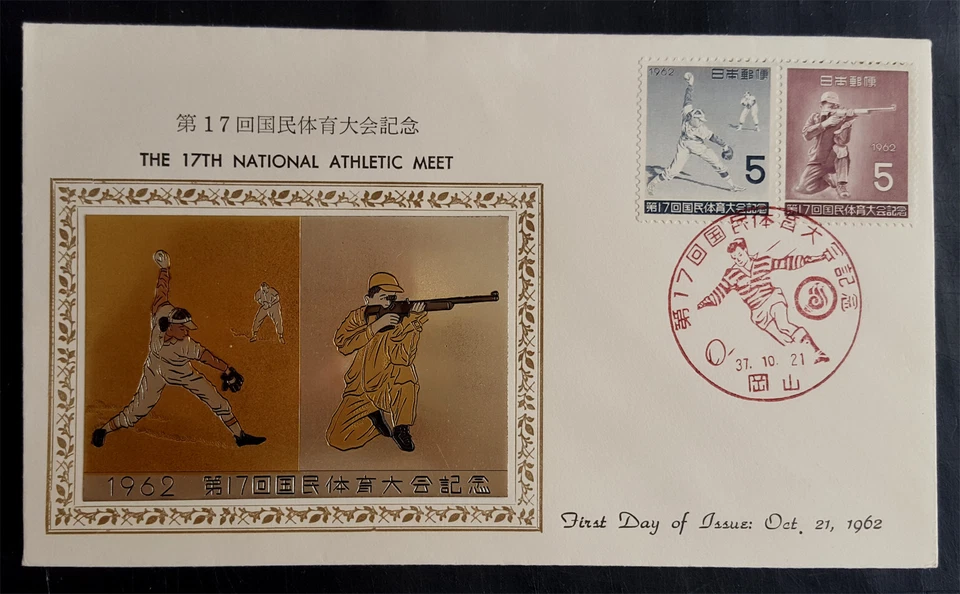 第17回国民体育大会記念
THE 17TH NATIONAL ATHLETIC MEET
1962 日本郵便
5
第17回国民体育大会記念
日本郵便
1962
5
第17回国民体育大会記念
第17回国民体育大会記念
37.10.21
岡山
1962 第17回国民体育大会記念
First Day of Issue: Oct. 21, 1962